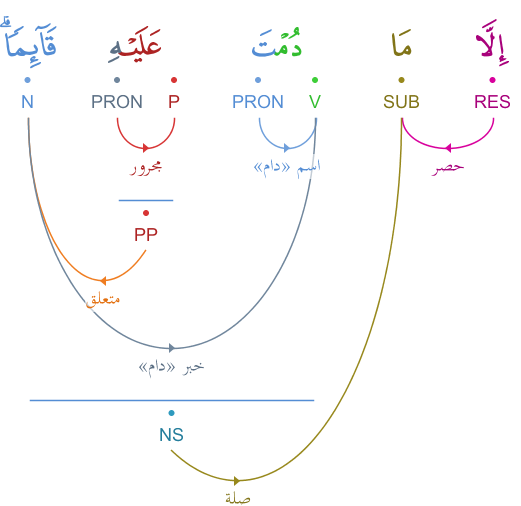 إِلَّا مَا دُمْتَ عَلَيْهِ قَآئِمًا ۗ
RES SUB V PRON P PRON N
حصر اسم «دام» مجرور
PP
متعلق
خبر «دام»
NS
صلة